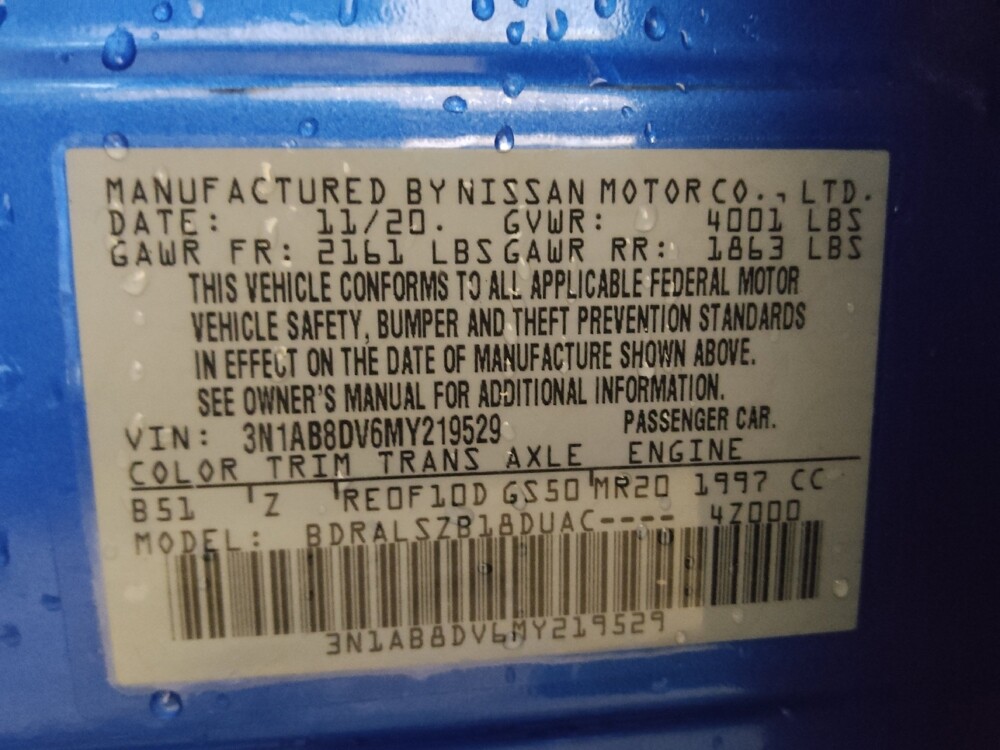 MANUFACTURED BY NISSAN MOTOR CO., LTD.
DATE: 11/20. GVWR: 4001 LBS
GAWR FR: 2161 LBS GAWR RR: 1863 LBS
THIS VEHICLE CONFORMS TO ALL APPLICABLE FEDERAL MOTOR
VEHICLE SAFETY, BUMPER AND THEFT PREVENTION STANDARDS
IN EFFECT ON THE DATE OF MANUFACTURE SHOWN ABOVE.
SEE OWNER'S MANUAL FOR ADDITIONAL INFORMATION.
VIN: 3N1AB8DV6MY219529 PASSENGER CAR.
COLOR TRIM TRANS AXLE ENGINE
B51 Z RE0F10D GS50 MR20 1997 CC
MODEL: BDRALSZB18DUAC---- 4Z000
3N1AB8DV6MY219529